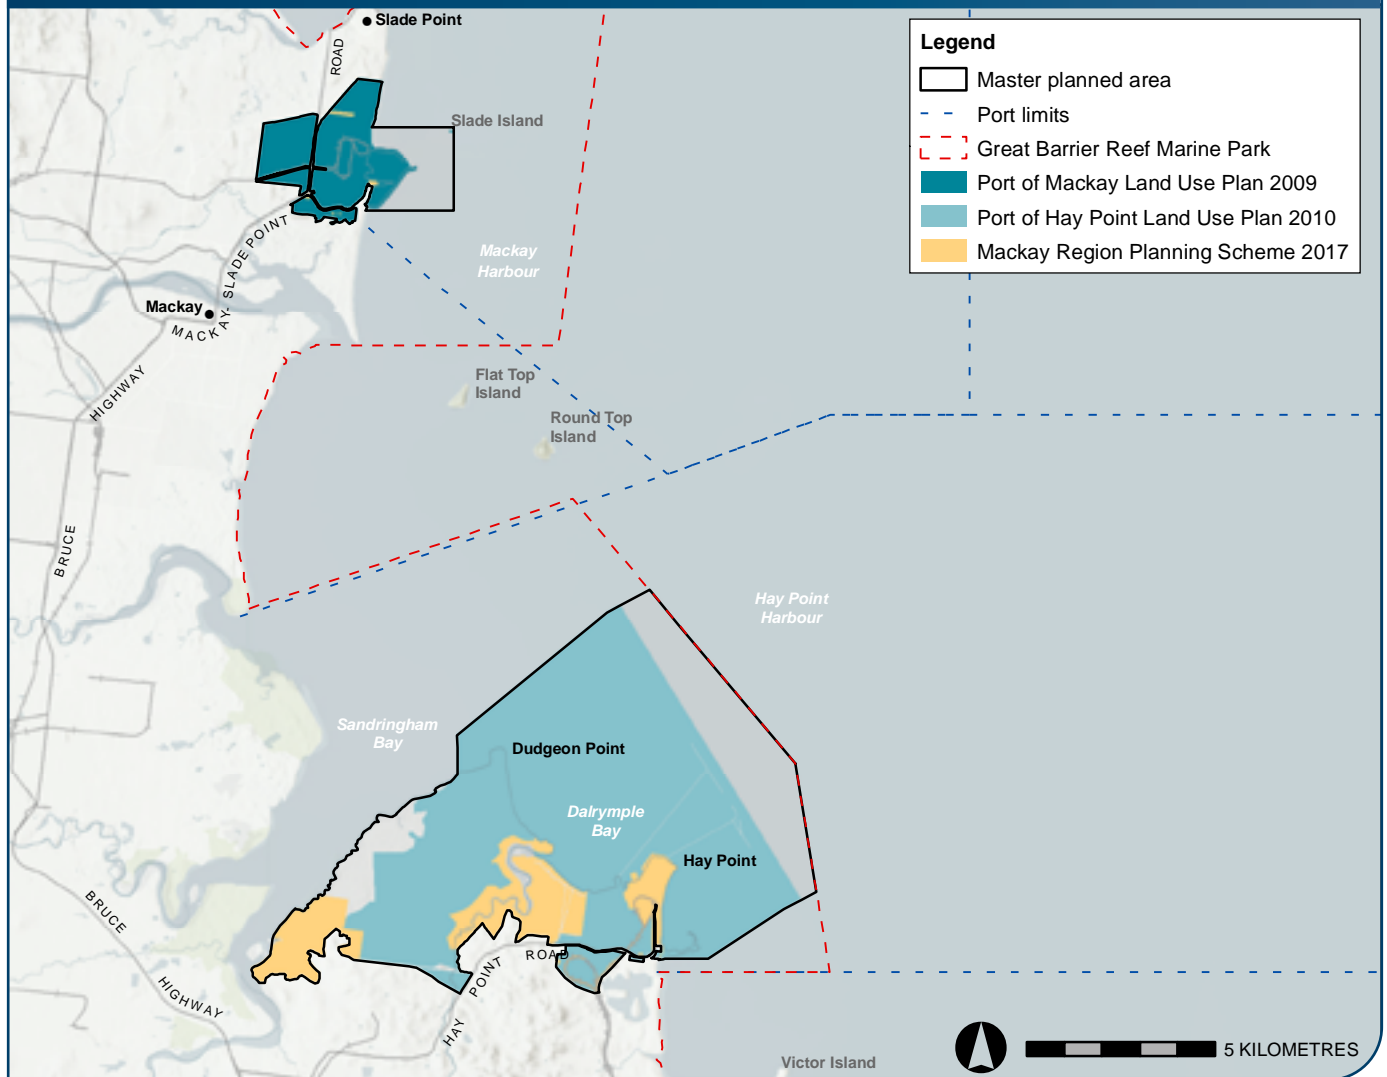 Slade Point
ROAD
Slade Island
Legend
Master planned area
Port limits
Great Barrier Reef Marine Park
Port of Mackay Land Use Plan 2009
Port of Hay Point Land Use Plan 2010
Mackay Region Planning Scheme 2017
Mackay
Harbour
Mackay
MACKAY- SLADE POINT
HIGHWAY
BRUCE
Flat Top
Island
Round Top
Island
Hay Point
Harbour
Sandringham
Bay
Dudgeon Point
Dalrymple
Bay
Hay Point
BRUCE
HIGHWAY
HAY POINT ROAD
Victor Island
5 KILOMETRES